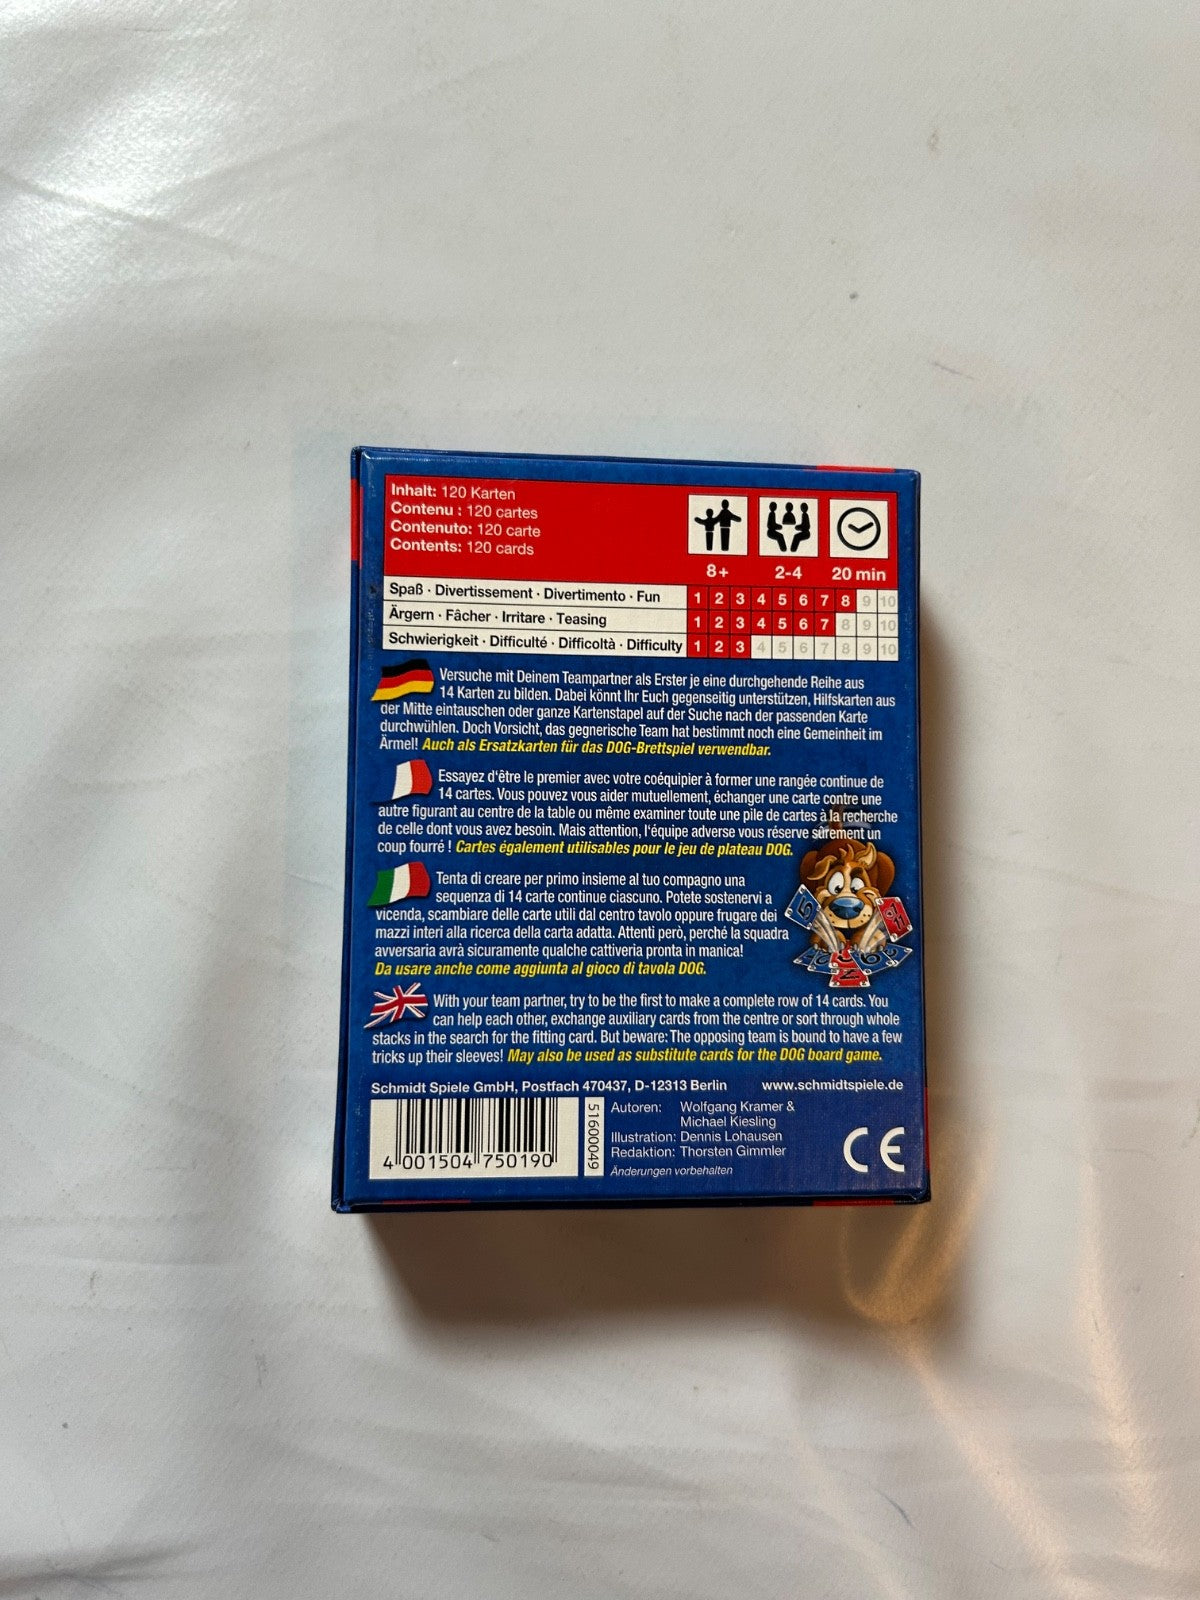 Inhalt: 120 Karten
Contenu : 120 cartes
Contenuto: 120 carte
Contents: 120 cards
8+ 2-4 20 min
Spaß · Divertissement · Divertimento · Fun 1 2 3 4 5 6 7 8 9 10
Ärgern · Fâcher · Irritare · Teasing 1 2 3 4 5 6 7 8 9 10
Schwierigkeit · Difficulté · Difficoltà · Difficulty 1 2 3 4 5 6 7 8 9 10
Versuche mit Deinem Teampartner als Erster je eine durchgehende Reihe aus
14 Karten zu bilden. Dabei könnt Ihr Euch gegenseitig unterstützen, Hilfskarten aus
der Mitte eintauschen oder ganze Kartenstapel auf der Suche nach der passenden Karte
durchwühlen. Doch Vorsicht, das gegnerische Team hat bestimmt noch eine Gemeinheit im
Ärmel! Auch als Ersatzkarten für das DOG-Brettspiel verwendbar.
Essayez d'être le premier avec votre coéquipier à former une rangée continue de
14 cartes. Vous pouvez vous aider mutuellement, échanger une carte contre une
autre figurant au centre de la table ou même examiner toute une pile de cartes à la recherche
de celle dont vous avez besoin. Mais attention, l'équipe adverse vous réserve sûrement un
coup fourré ! Cartes également utilisables pour le jeu de plateau DOG.
Tenta di creare per primo insieme al tuo compagno una
sequenza di 14 carte continue ciascuno. Potete sostenervi a
vicenda, scambiare delle carte utili dal centro tavolo oppure frugare dei
mazzi interi alla ricerca della carta adatta. Attenti però, perché la squadra
avversaria avrà sicuramente qualche cattiveria pronta in manica!
Da usare anche come aggiunta al gioco di tavola DOG.
With your team partner, try to be the first to make a complete row of 14 cards. You
can help each other, exchange auxiliary cards from the centre or sort through whole
stacks in the search for the fitting card. But beware: The opposing team is bound to have a few
tricks up their sleeves! May also be used as substitute cards for the DOG board game.
Schmidt Spiele GmbH, Postfach 470437, D-12313 Berlin www.schmidtspiele.de
4 001504 750190
51600049
Autoren: Wolfgang Kramer &
Michael Kiesling
Illustration: Dennis Lohausen
Redaktion: Thorsten Gimmler
Änderungen vorbehalten
CE